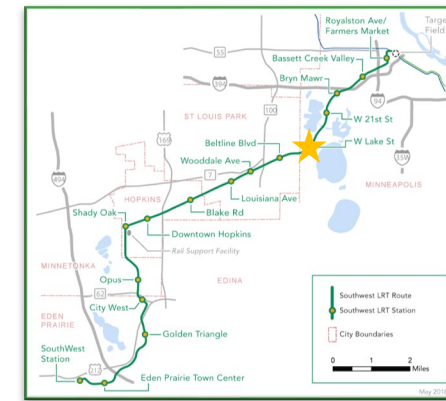 Royalston Ave/
Farmers Market
Target
Field
55
Bassett Creek Valley
394
Bryn Mawr
94
100
ST LOUIS PARK
W 21st St
169
Beltline Blvd
W Lake St
35W
Wooddale Ave
7
MINNEAPOLIS
494
HOPKINS
Louisiana Ave
Shady Oak
Blake Rd
Downtown Hopkins
Rail Support Facility
MINNETONKA
EDINA
Opus
62
City West
EDEN
PRAIRIE
Southwest LRT Route
Southwest LRT Station
City Boundaries
Golden Triangle
SouthWest
Station
212
0 1 2
Miles
Eden Prairie Town Center